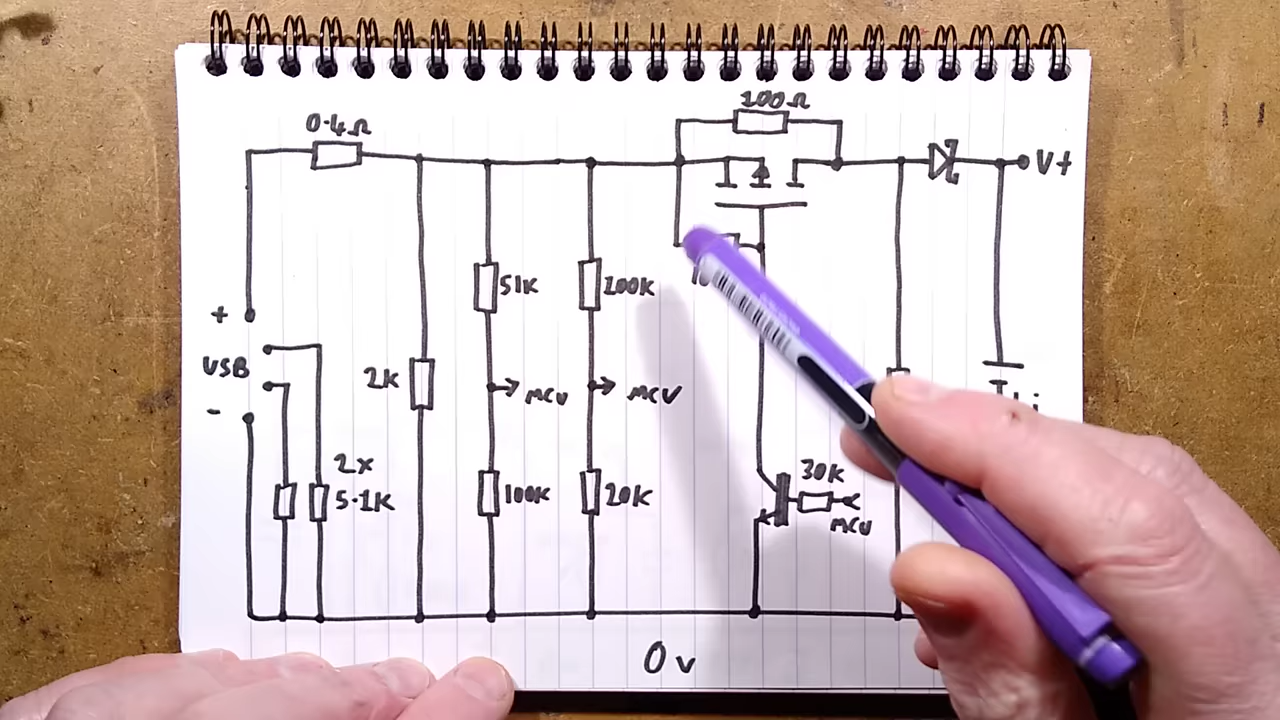 100Ω
0.4Ω
V+
+
USB
-
51K
100K
2K
MCU
MCU
2x
5.1K
100K
20K
30K
MCU
0v